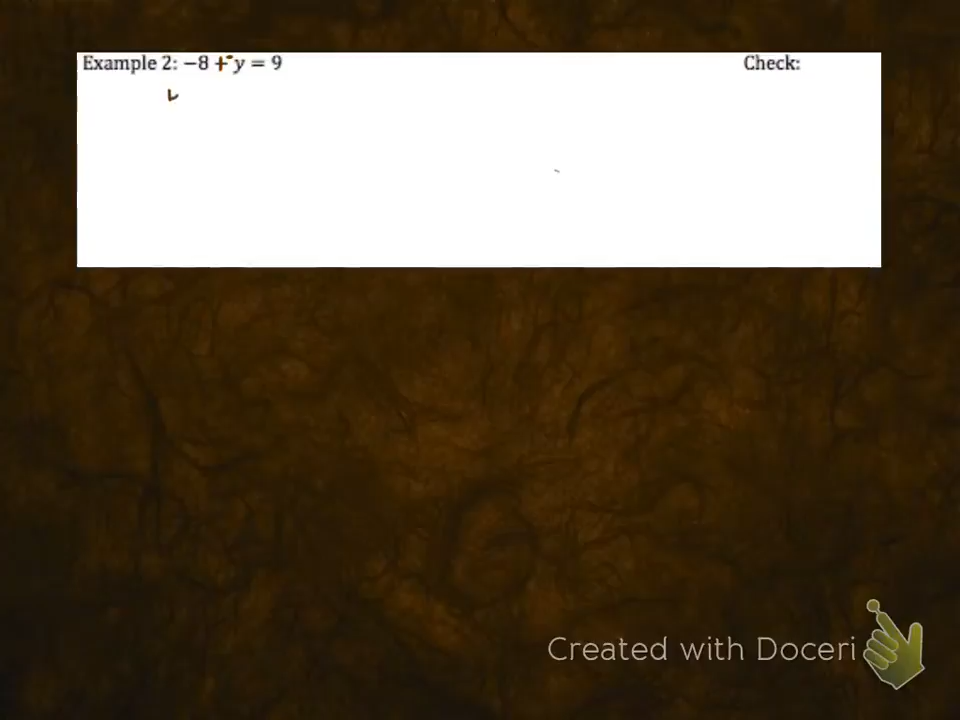 Example 2: −8 + -y = 9
Check:
Created with Doceri